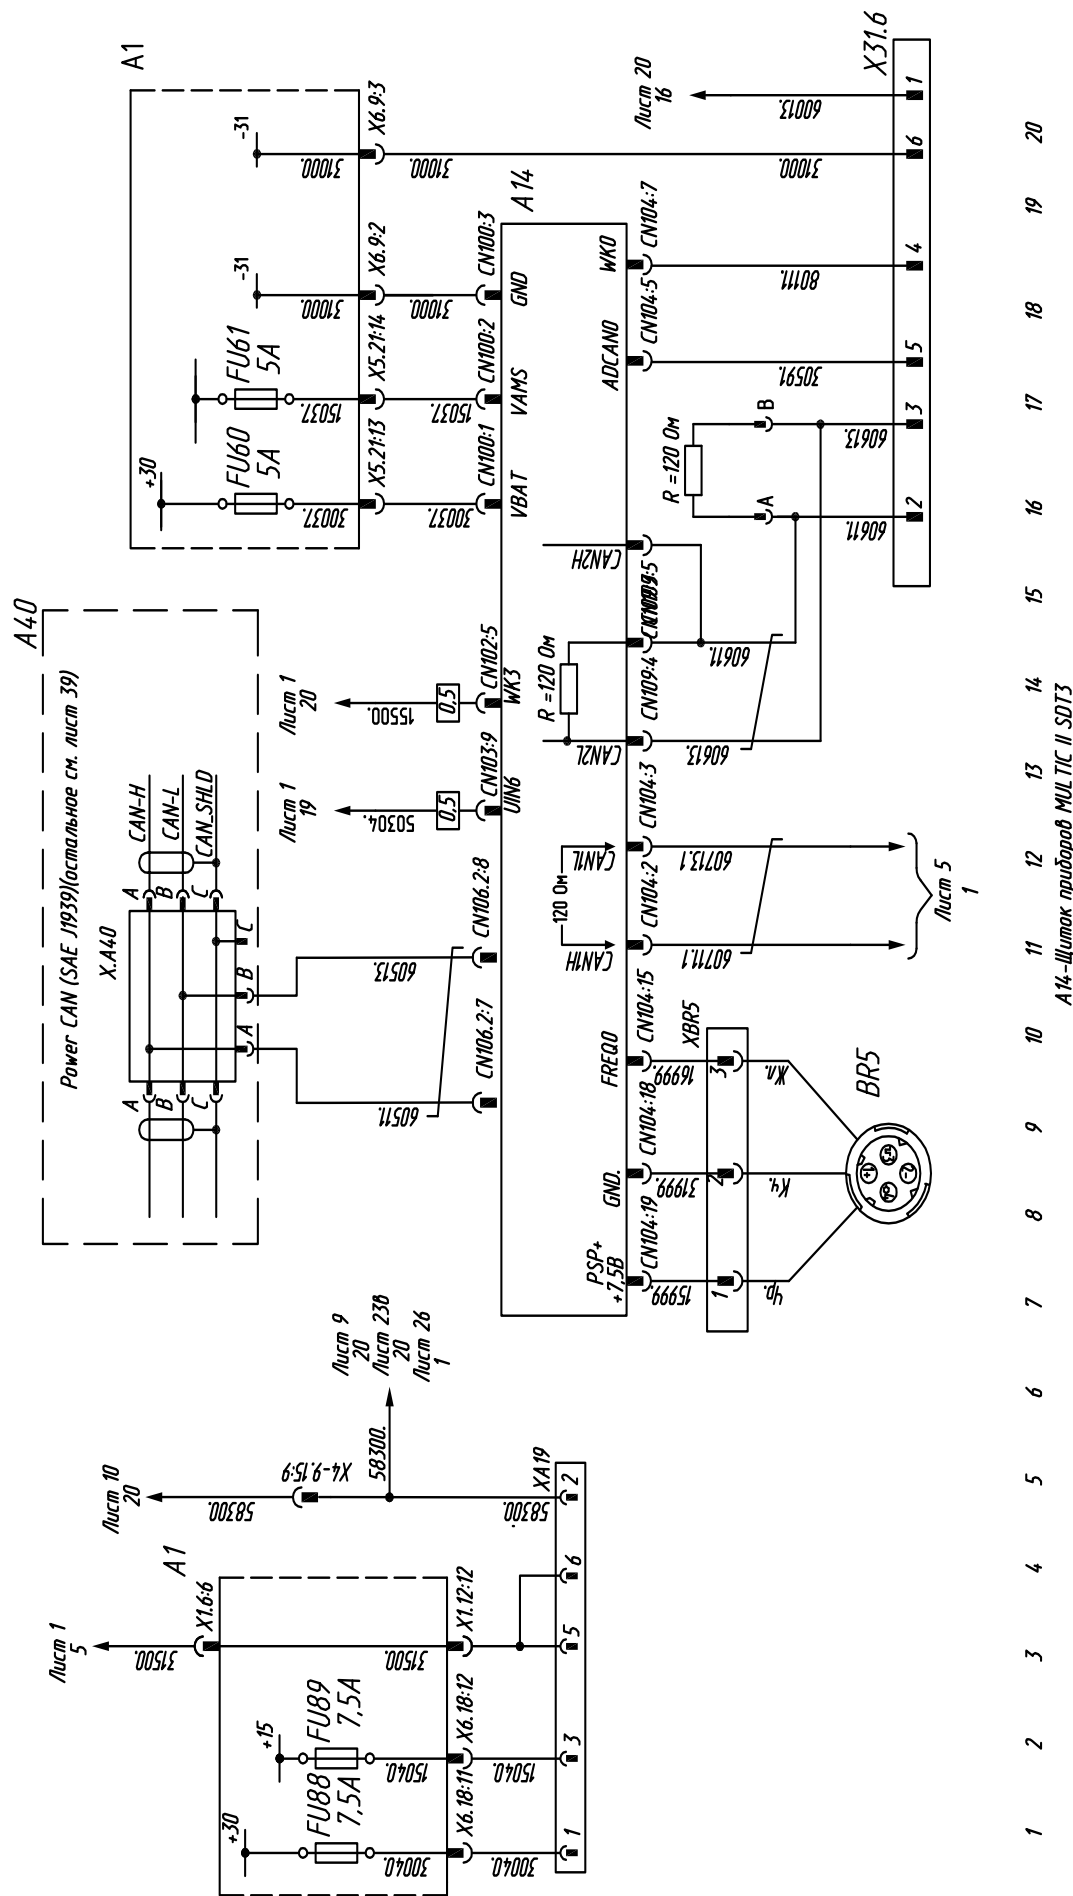 A1
-31
31000.
X6.9:3
31000.
31000.
-31
31000.
X6.9:2
31000.
CN100:3
GND
FU61
5A
15037.
X5.21:14
15037.
CN100:2
VAMS
+30
FU60
5A
30037.
X5.21:13
30037.
CN100:1
VBAT
A14
Лист 20
16
60013.
X31.6
1
6
4
5
3
2
WK0
CN104:7
80111.
ADCAN0
CN104:5
30591.
R =120 Ом
B
A
60613.
60611.
CAN2H
60611.
R =120 Ом
CN109:4
CAN2L
60613.
A40
Power CAN (SAE J1939)(остальное см. лист 39)
X.A40
CAN-H
CAN-L
CAN_SHLD
A
B
C
A
B
C
A
B
C
Лист 1
20
15500.
0,5
CN102:5
WK3
Лист 1
19
50304.
0,5
CN103:9
UIN6
60513.
CN106.2:8
60511.
CN106.2:7
120 Ом
CAN1L
CN104:3
60713.1
CAN1H
CN104:2
60711.1
Лист 5
1
FREQ0
CN104:15
16999.
GND.
CN104:18
31999.
PSP+
+7,5В
CN104:19
15999.
XBR5
3
2
1
Жл.
Кч.
Чр.
BR5
Лист 9
20
Лист 23в
20
Лист 26
1
58300.
Лист 10
20
58300.
X4-9.15:9
58300.
XA19
2
6
5
3
1
A1
Лист 1
5
31500.
X1.6:6
31500.
X1.12:12
+15
FU89
7,5A
15040.
X6.18:12
15040.
+30
FU88
7,5A
30040.
X6.18:11
30040.
1
2
3
4
5
6
7
8
9
10
11
12
13
14
15
16
17
18
19
20
A14-Щиток приборов MULTIC II SDT3